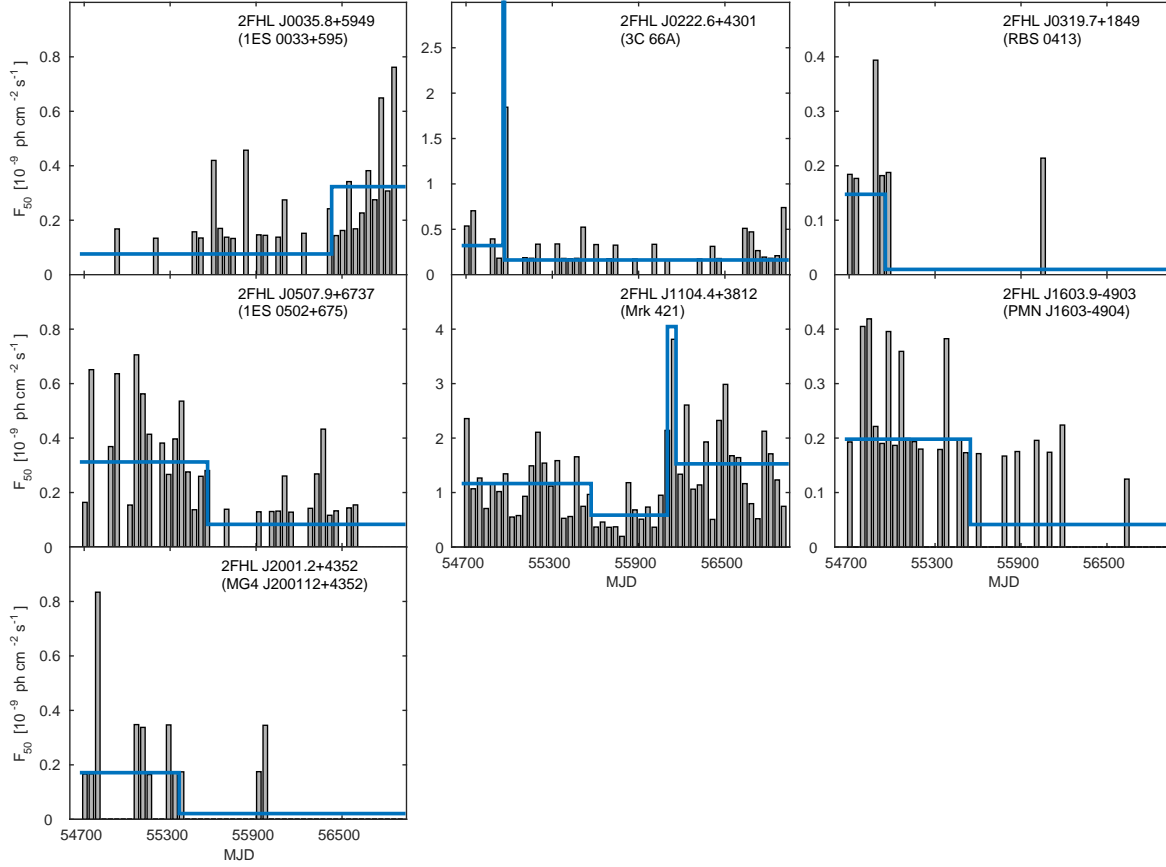 2FHL J0035.8+5949
(1ES 0033+595)
0.8
0.6
0.4
0.2
0
F50 [10-9 ph cm-2 s-1]
2FHL J0222.6+4301
(3C 66A)
2.5
2
1.5
1
0.5
0
2FHL J0319.7+1849
(RBS 0413)
0.4
0.3
0.2
0.1
0
2FHL J0507.9+6737
(1ES 0502+675)
0.8
0.6
0.4
0.2
0
F50 [10-9 ph cm-2 s-1]
2FHL J1104.4+3812
(Mrk 421)
4
3
2
1
0
54700 55300 55900 56500
MJD
2FHL J1603.9-4903
(PMN J1603-4904)
0.4
0.3
0.2
0.1
0
54700 55300 55900 56500
MJD
2FHL J2001.2+4352
(MG4 J200112+4352)
0.8
0.6
0.4
0.2
0
F50 [10-9 ph cm-2 s-1]
54700 55300 55900 56500
MJD